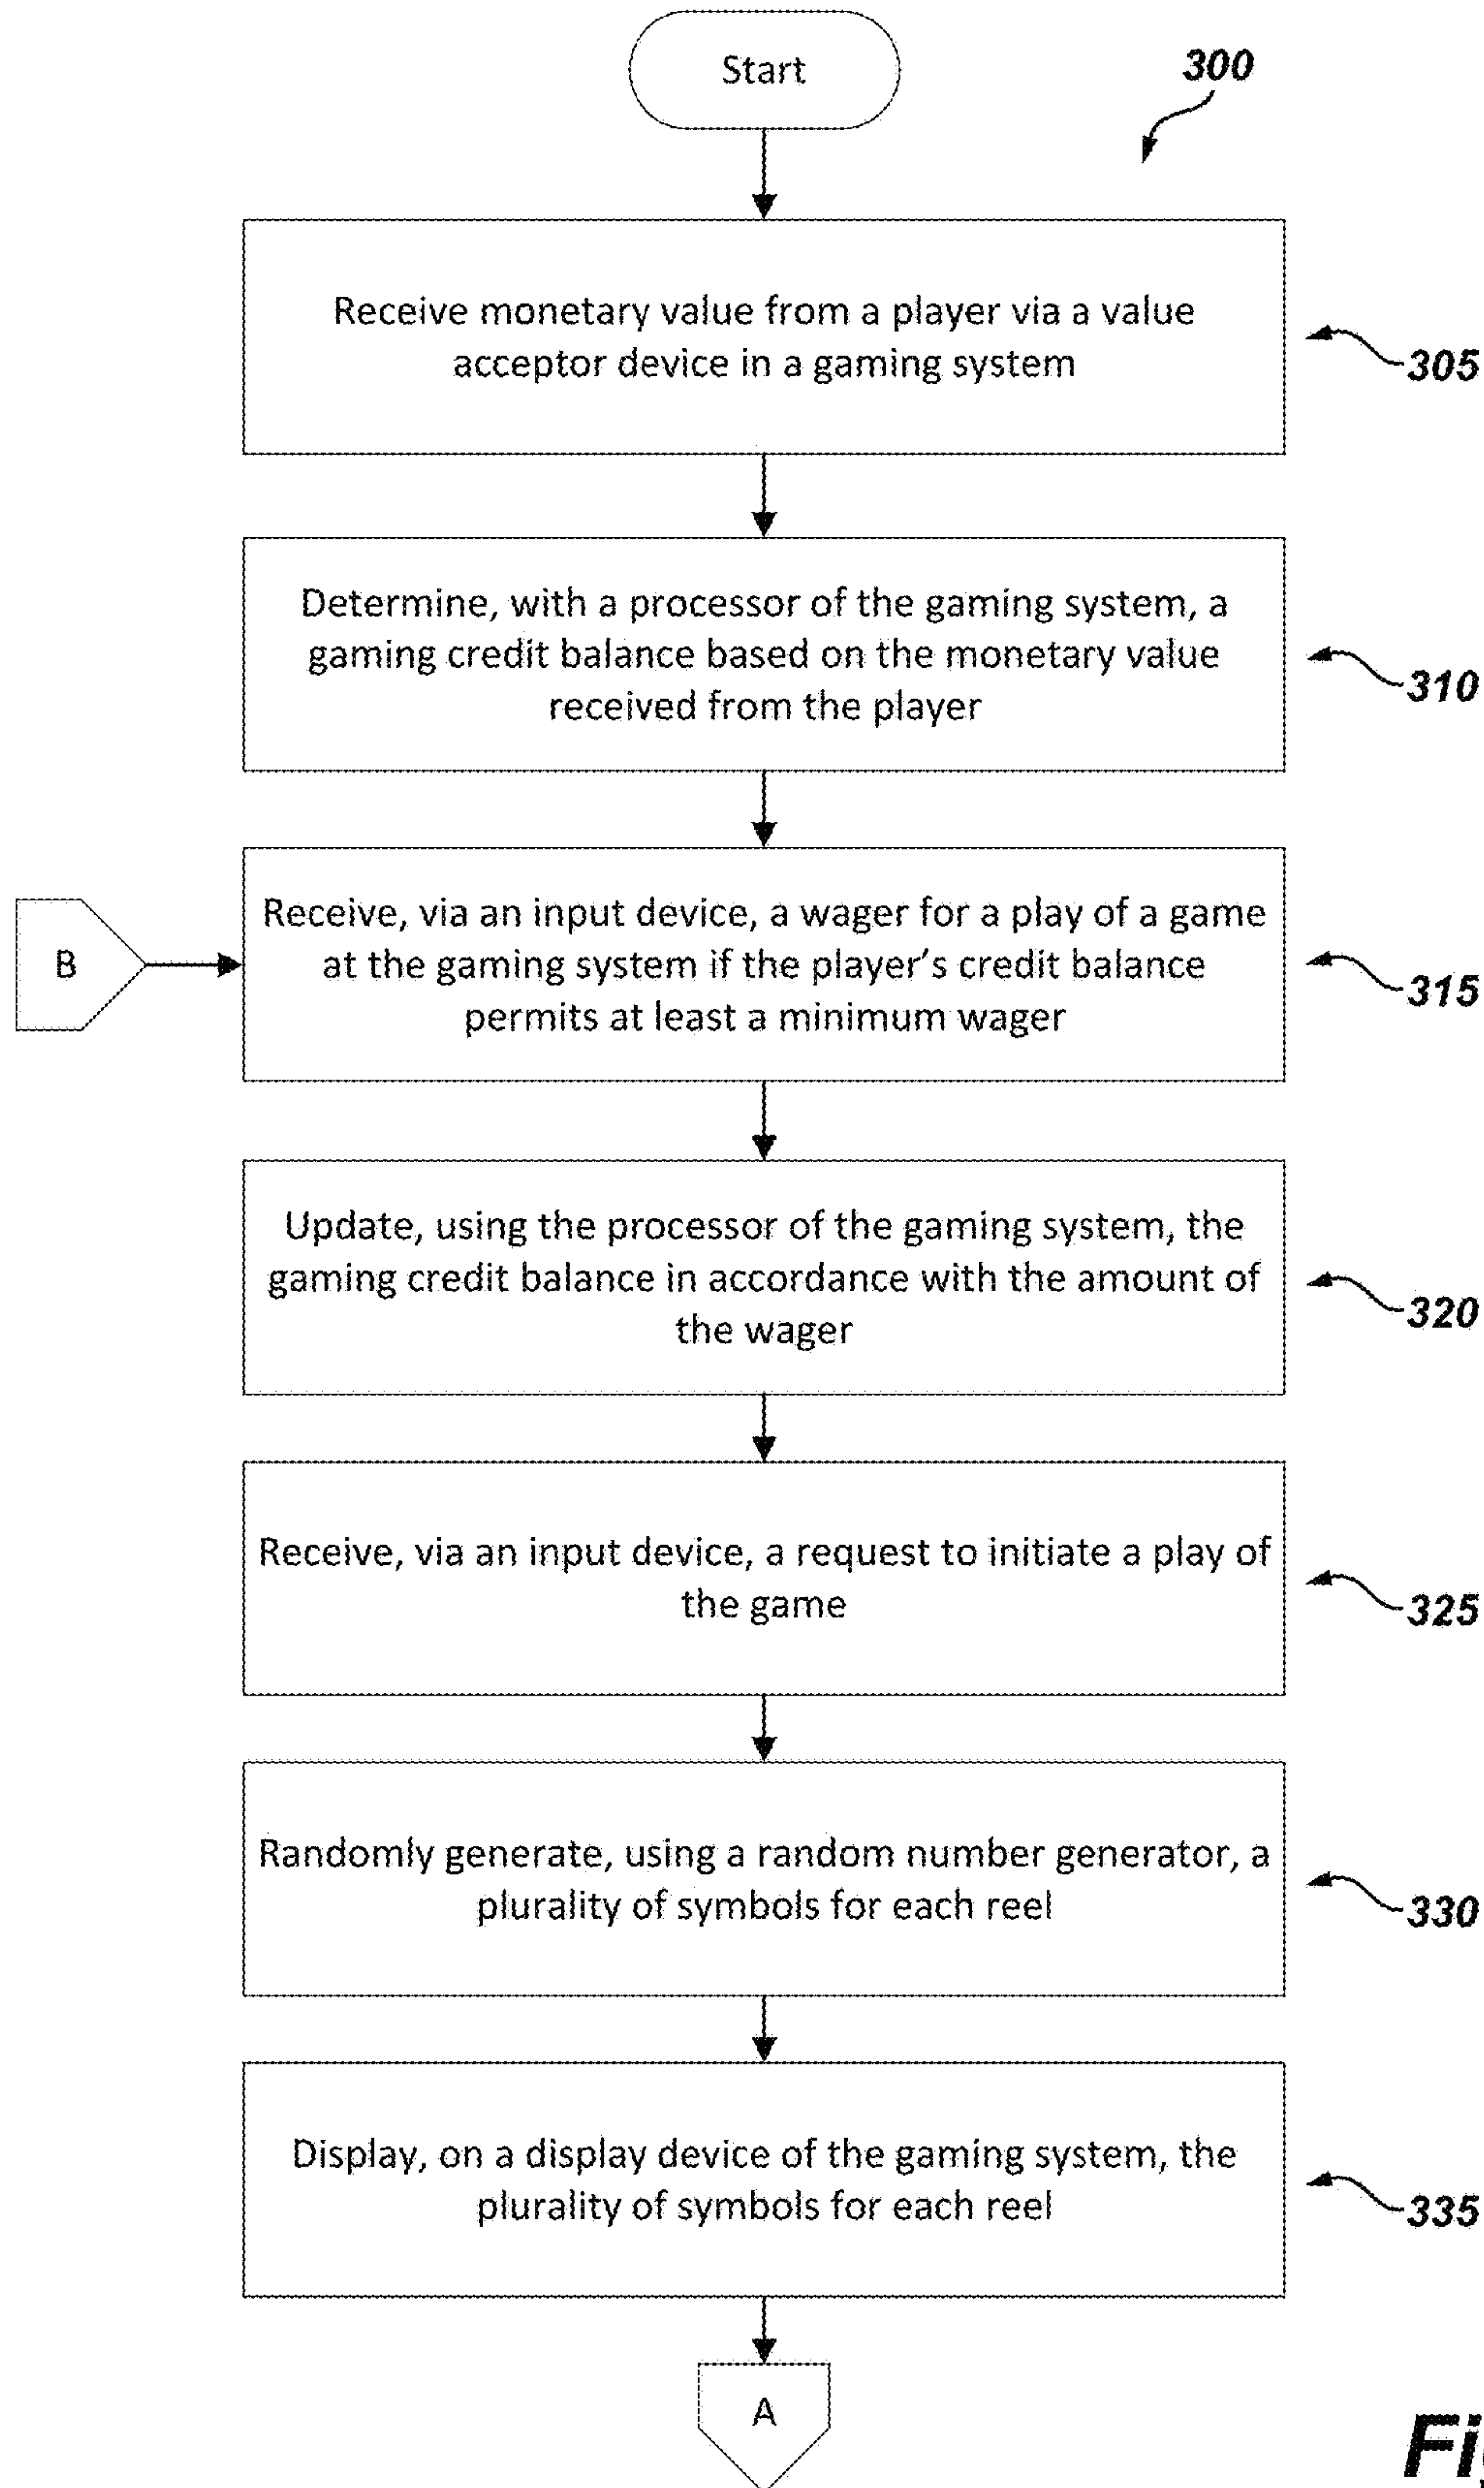 Start
300
Receive monetary value from a player via a value
acceptor device in a gaming system
305
Determine, with a processor of the gaming system, a
gaming credit balance based on the monetary value
received from the player
310
B
Receive, via an input device, a wager for a play of a game
at the gaming system if the player's credit balance
permits at least a minimum wager
315
Update, using the processor of the gaming system, the
gaming credit balance in accordance with the amount of
the wager
320
Receive, via an input device, a request to initiate a play of
the game
325
Randomly generate, using a random number generator, a
plurality of symbols for each reel
330
Display, on a display device of the gaming system, the
plurality of symbols for each reel
335
A